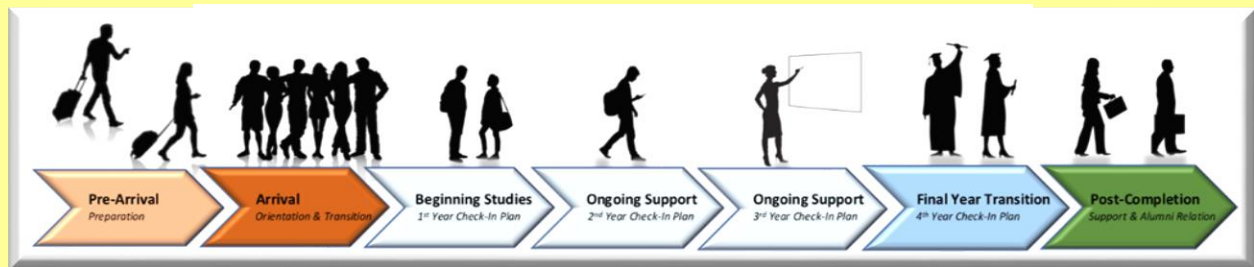 Pre-Arrival
Preparation
Arrival
Orientation & Transition
Beginning Studies
1st Year Check-In Plan
Ongoing Support
2nd Year Check-In Plan
Ongoing Support
3rd Year Check-In Plan
Final Year Transition
4th Year Check-In Plan
Post-Completion
Support & Alumni Relation